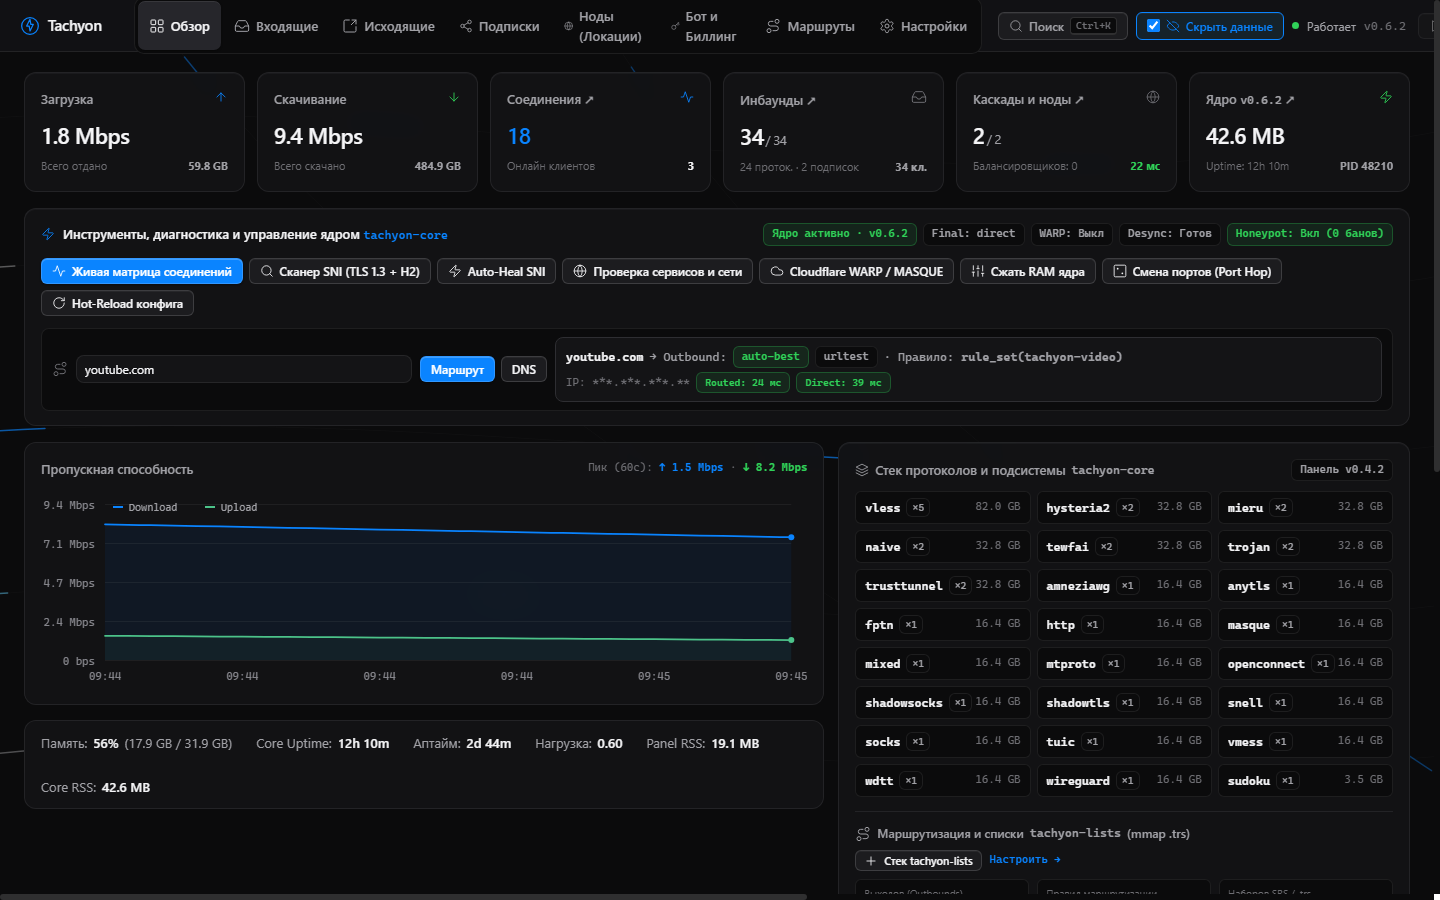 Tachyon
Обзор
Входящие
Исходящие
Подписки
Ноды (Локации)
Бот и Биллинг
Маршруты
Настройки
Поиск Ctrl+K
Скрыть данные
Работает v0.6.2
Загрузка
1.8 Mbps
Всего отдано 59.8 GB
Скачивание
9.4 Mbps
Всего скачано 484.9 GB
Соединения ↗
18
Онлайн клиентов 3
Инбаунды ↗
34 / 34
24 проток. · 2 подписок 34 кл.
Каскады и ноды ↗
2 / 2
Балансировщиков: 0 22 мс
Ядро v0.6.2 ↗
42.6 MB
Uptime: 12h 10m PID 48210
Инструменты, диагностика и управление ядром tachyon-core
Ядро активно · v0.6.2
Final: direct
WARP: Выкл
Desync: Готов
Honeypot: Вкл (0 банов)
Живая матрица соединений
Сканер SNI (TLS 1.3 + H2)
Auto-Heal SNI
Проверка сервисов и сети
Cloudflare WARP / MASQUE
Сжать RAM ядра
Смена портов (Port Hop)
Hot-Reload конфига
youtube.com
Маршрут
DNS
youtube.com → Outbound: auto-best urltest · Правило: rule_set(tachyon-video)
IP: ***.***.***.** Routed: 24 мс Direct: 39 мс
Пропускная способность
Пик (60с): ↑ 1.5 Mbps · ↓ 8.2 Mbps
Download Upload
9.4 Mbps
7.1 Mbps
4.7 Mbps
2.4 Mbps
0 bps
09:44 09:44 09:44 09:44 09:45 09:45
Память: 56% (17.9 GB / 31.9 GB) Core Uptime: 12h 10m Аптайм: 2d 44m Нагрузка: 0.60 Panel RSS: 19.1 MB
Core RSS: 42.6 MB
Стек протоколов и подсистемы tachyon-core
Панель v0.4.2
vless ×5 82.0 GB
hysteria2 ×2 32.8 GB
mieru ×2 32.8 GB
naive ×2 32.8 GB
tewfai ×2 32.8 GB
trojan ×2 32.8 GB
trusttunnel ×2 32.8 GB
amneziawg ×1 16.4 GB
anytls ×1 16.4 GB
fptn ×1 16.4 GB
http ×1 16.4 GB
masque ×1 16.4 GB
mixed ×1 16.4 GB
mtproto ×1 16.4 GB
openconnect ×1 16.4 GB
shadowsocks ×1 16.4 GB
shadowtls ×1 16.4 GB
snell ×1 16.4 GB
socks ×1 16.4 GB
tuic ×1 16.4 GB
vmess ×1 16.4 GB
wdtt ×1 16.4 GB
wireguard ×1 16.4 GB
sudoku ×1 3.5 GB
Маршрутизация и списки tachyon-lists (mmap .trs)
+ Стек tachyon-lists
Настроить →
Выходов (Outbounds)
Правил маршрутизации
Наборов SRS / .trs